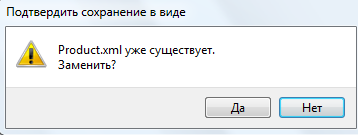 Подтвердить сохранение в виде
Product.xml уже существует.
Заменить?
Да
Нет